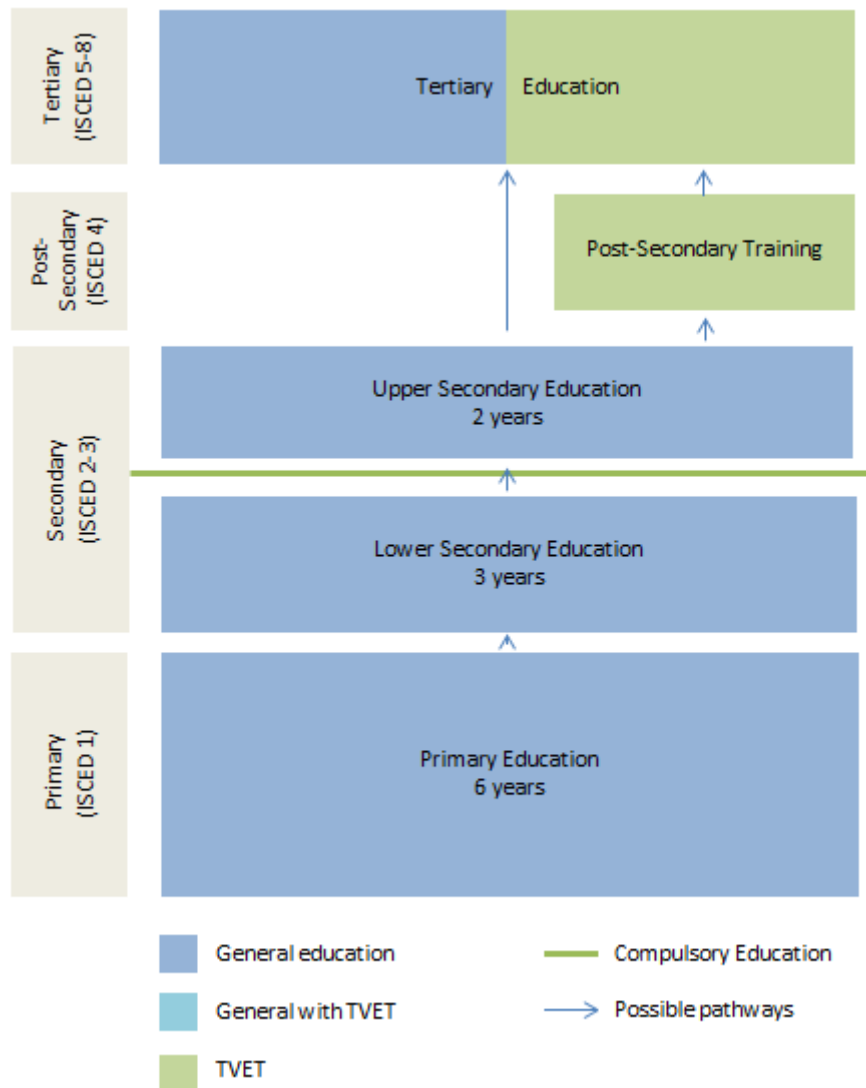 Tertiary
(ISCED 5-8)
Tertiary Education
Post-
Secondary
(ISCED 4)
Post-Secondary Training
Secondary
(ISCED 2-3)
Upper Secondary Education
2 years
Lower Secondary Education
3 years
Primary
(ISCED 1)
Primary Education
6 years
General education
Compulsory Education
General with TVET
Possible pathways
TVET